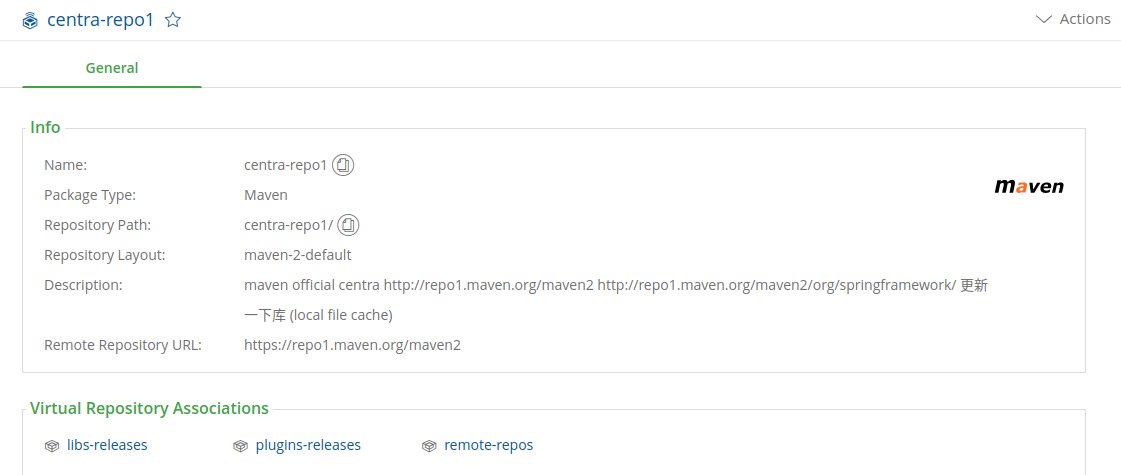 centra-repo1
Actions
General
Info
Name: centra-repo1
Package Type: Maven
maven
Repository Path: centra-repo1/
Repository Layout: maven-2-default
Description: maven official centra http://repo1.maven.org/maven2 http://repo1.maven.org/maven2/org/springframework/ 更新
一下库 (local file cache)
Remote Repository URL: https://repo1.maven.org/maven2
Virtual Repository Associations
libs-releases plugins-releases remote-repos